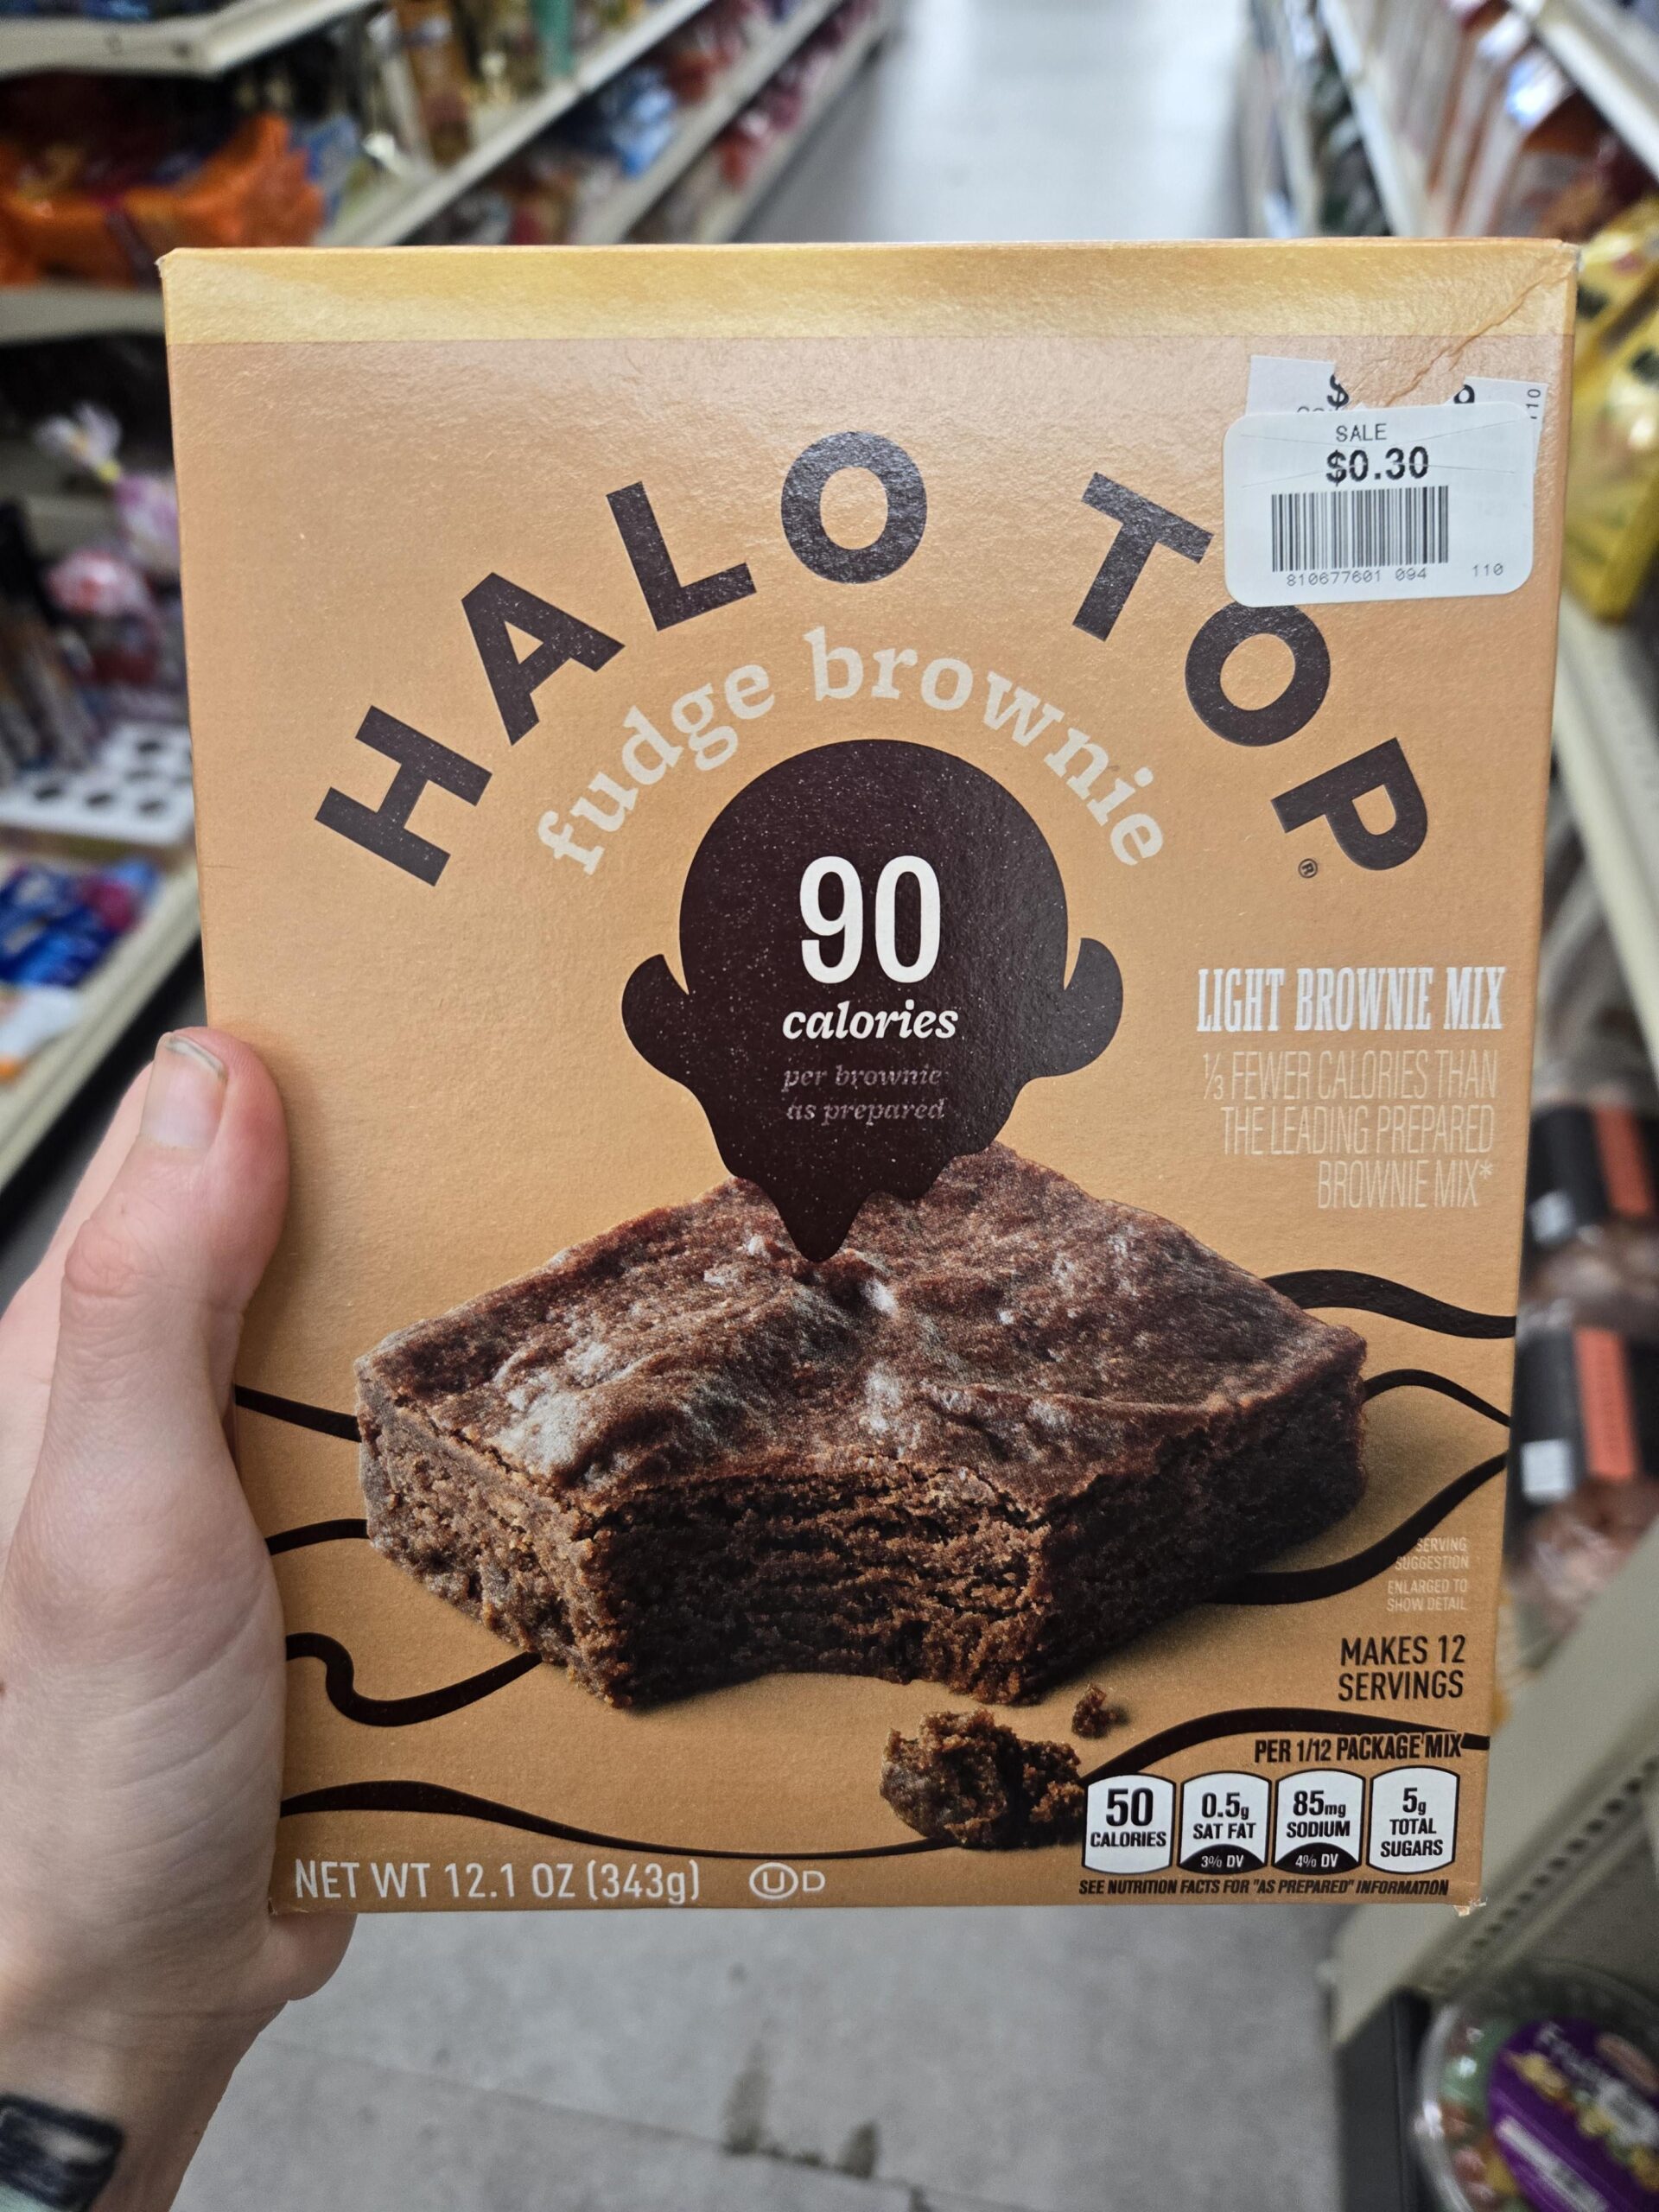 $
110
SALE
$0.30
810677601 094 110
HALO TOP®
fudge brownie
90
calories
per brownie
as prepared
LIGHT BROWNIE MIX
1/3 FEWER CALORIES THAN
THE LEADING PREPARED
BROWNIE MIX*
SERVING
SUGGESTION
ENLARGED TO
SHOW DETAIL
MAKES 12
SERVINGS
PER 1/12 PACKAGE MIX
50
CALORIES
0.5g
SAT FAT
3% DV
85mg
SODIUM
4% DV
5g
TOTAL
SUGARS
SEE NUTRITION FACTS FOR "AS PREPARED" INFORMATION
NET WT 12.1 OZ (343g) U D